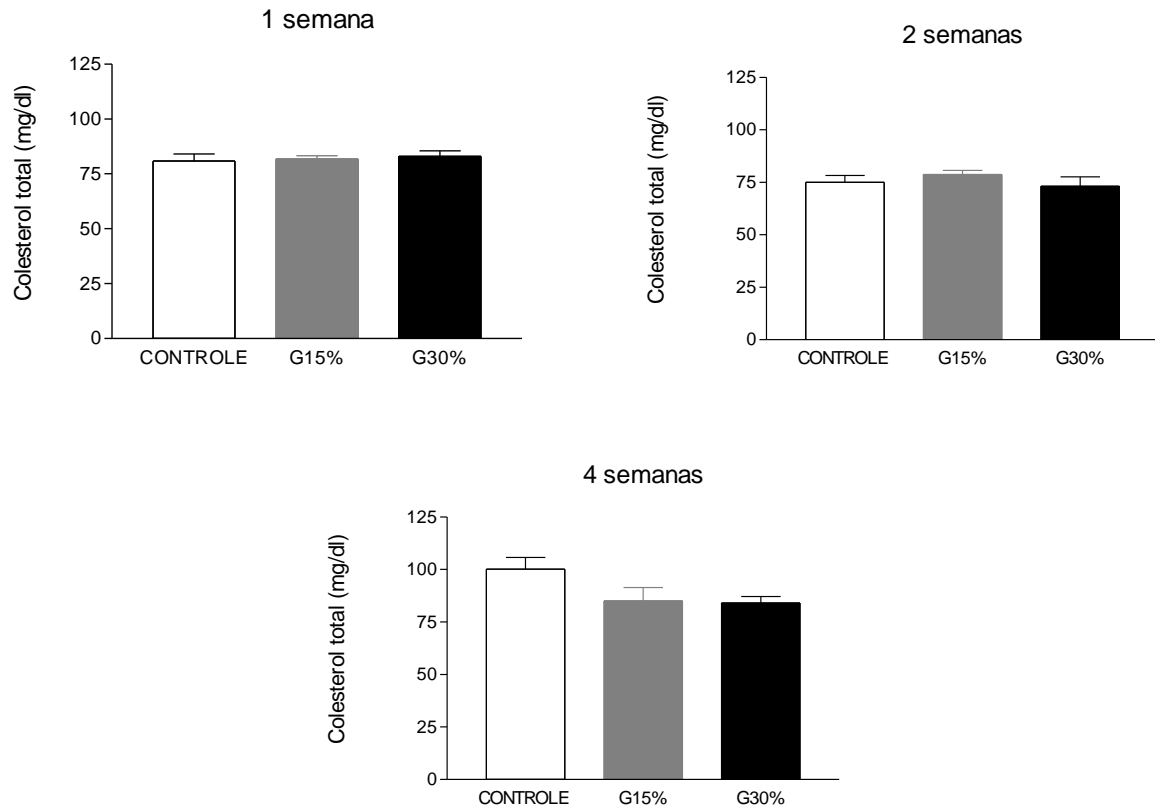 1 semana
Colesterol total (mg/dl)
125
100
75
50
25
0
CONTROLE G15% G30%
2 semanas
Colesterol total (mg/dl)
125
100
75
50
25
0
CONTROLE G15% G30%
4 semanas
Colesterol total (mg/dl)
125
100
75
50
25
0
CONTROLE G15% G30%